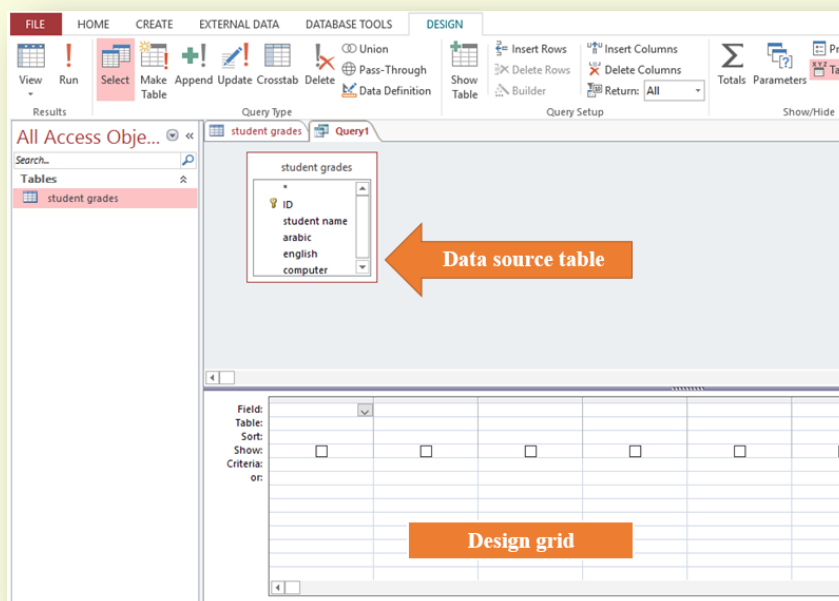 FILE HOME CREATE EXTERNAL DATA DATABASE TOOLS DESIGN
View Run Select Make Table Append Update Crosstab Delete
Union
Pass-Through
Data Definition
Show Table
Insert Rows
Delete Rows
Builder
Insert Columns
Delete Columns
Return: All
Totals Parameters
Results Query Type Query Setup Show/Hide
All Access Obje...
Search...
Tables
student grades
student grades Query1
student grades
*
ID
student name
arabic
english
computer
Data source table
Field:
Table:
Sort:
Show:
Criteria:
or:
Design grid